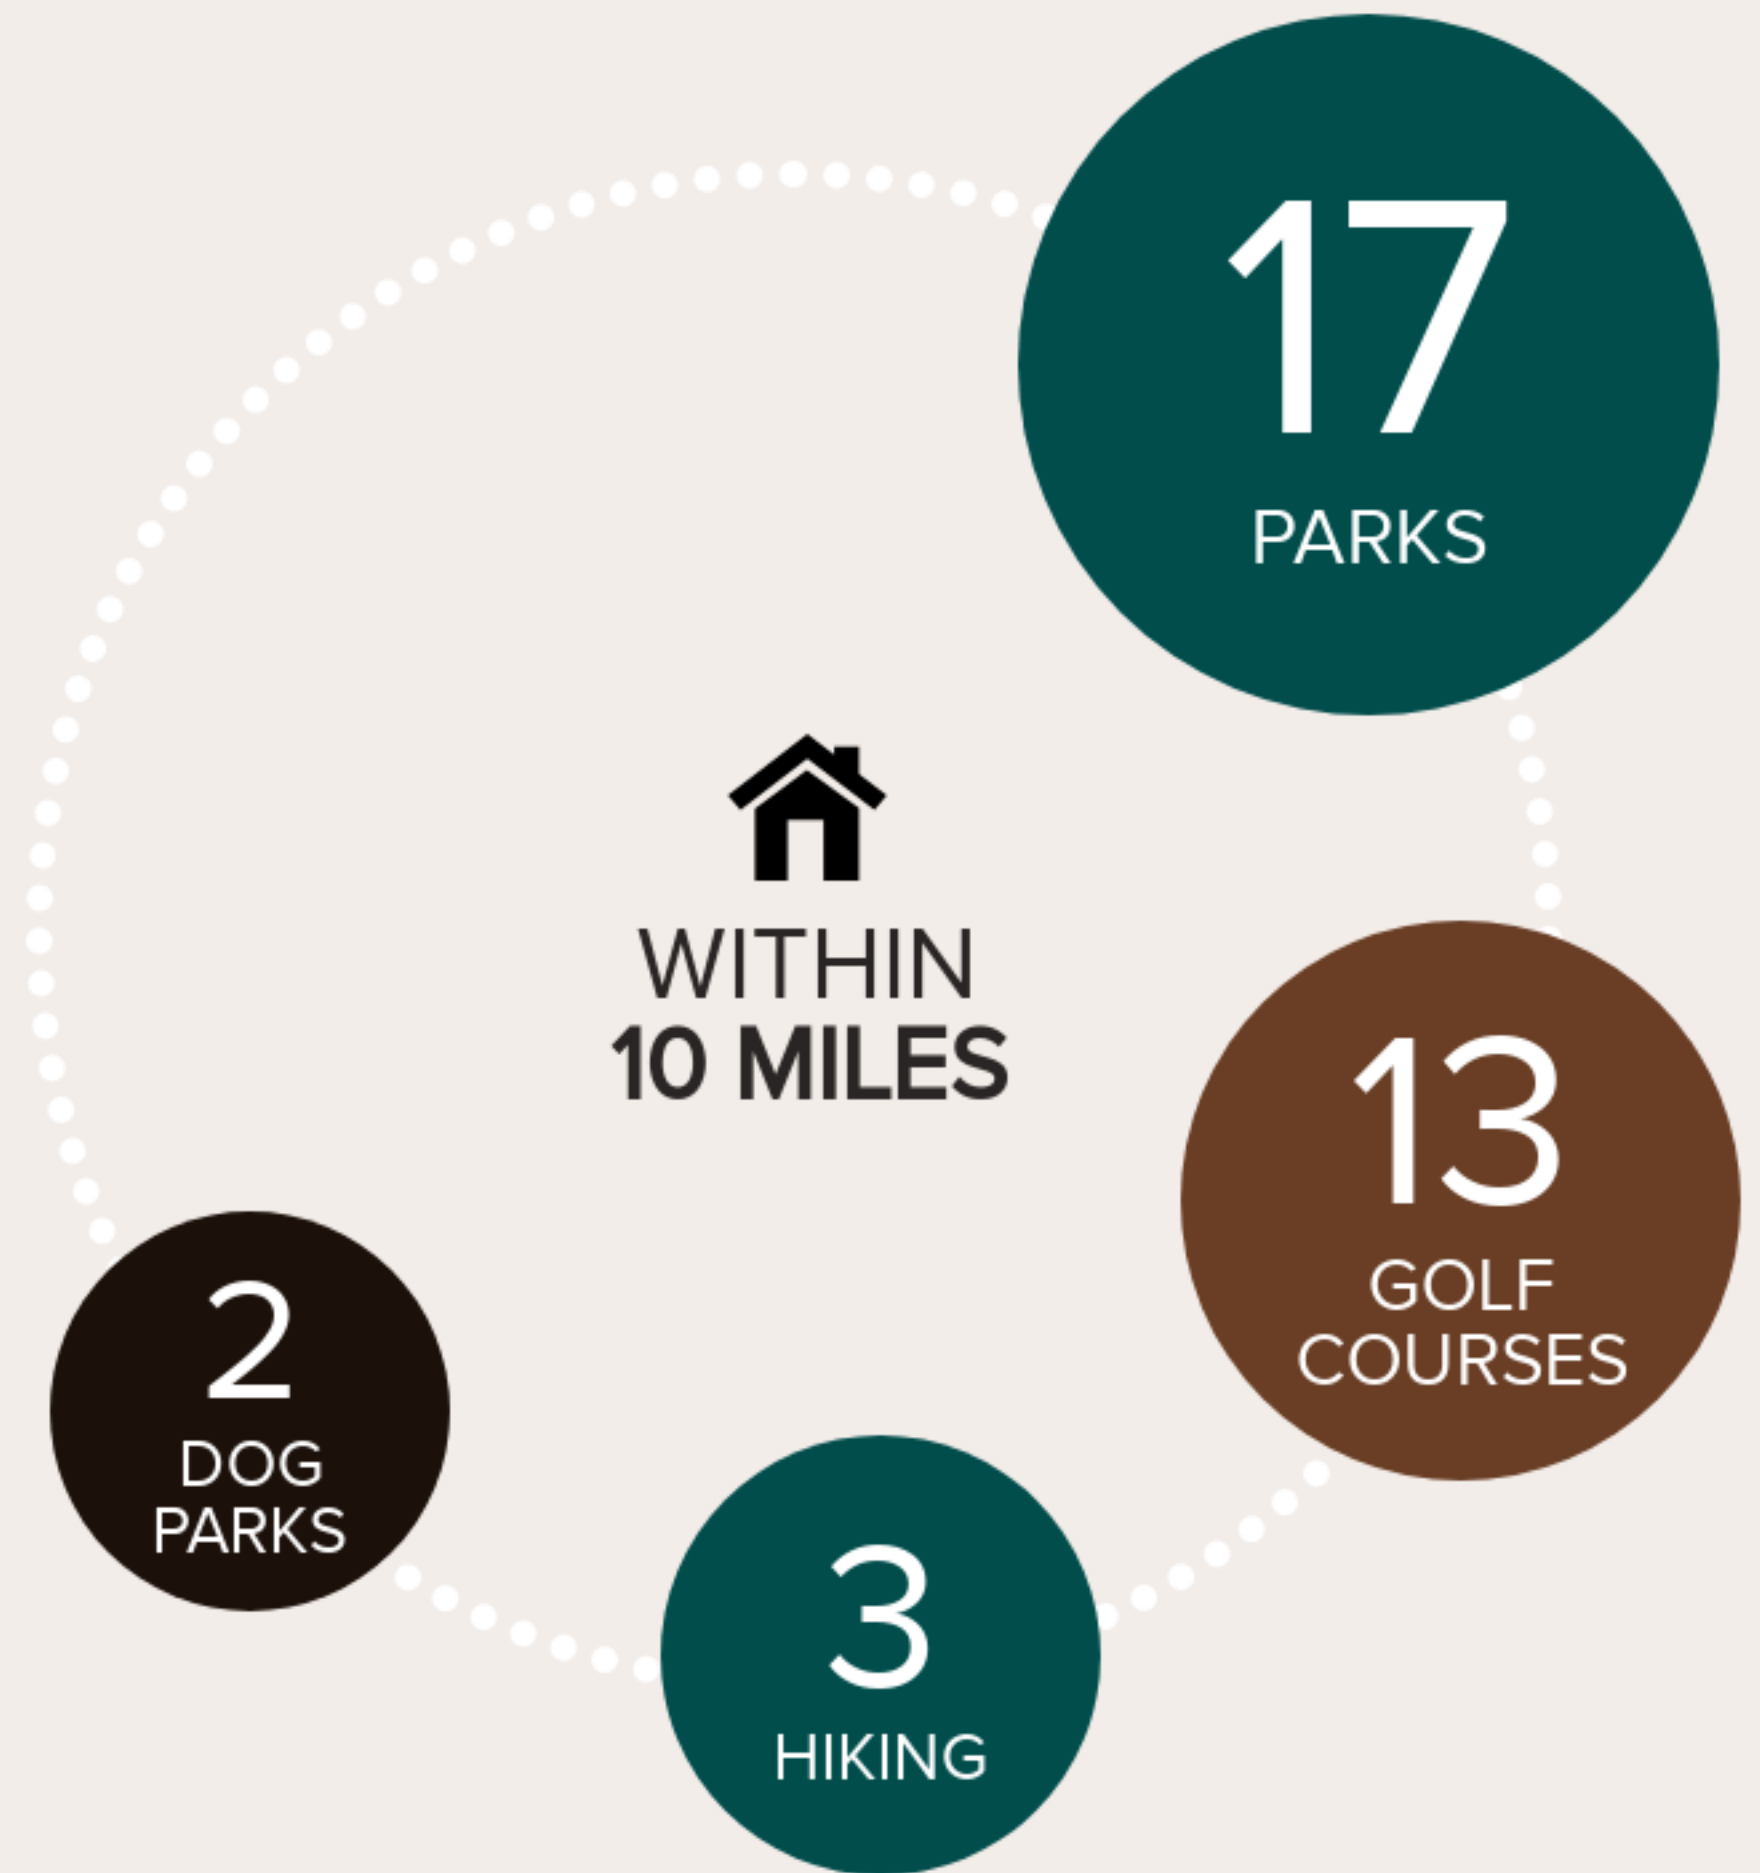 17
PARKS
WITHIN
10 MILES
13
GOLF
COURSES
2
DOG
PARKS
3
HIKING